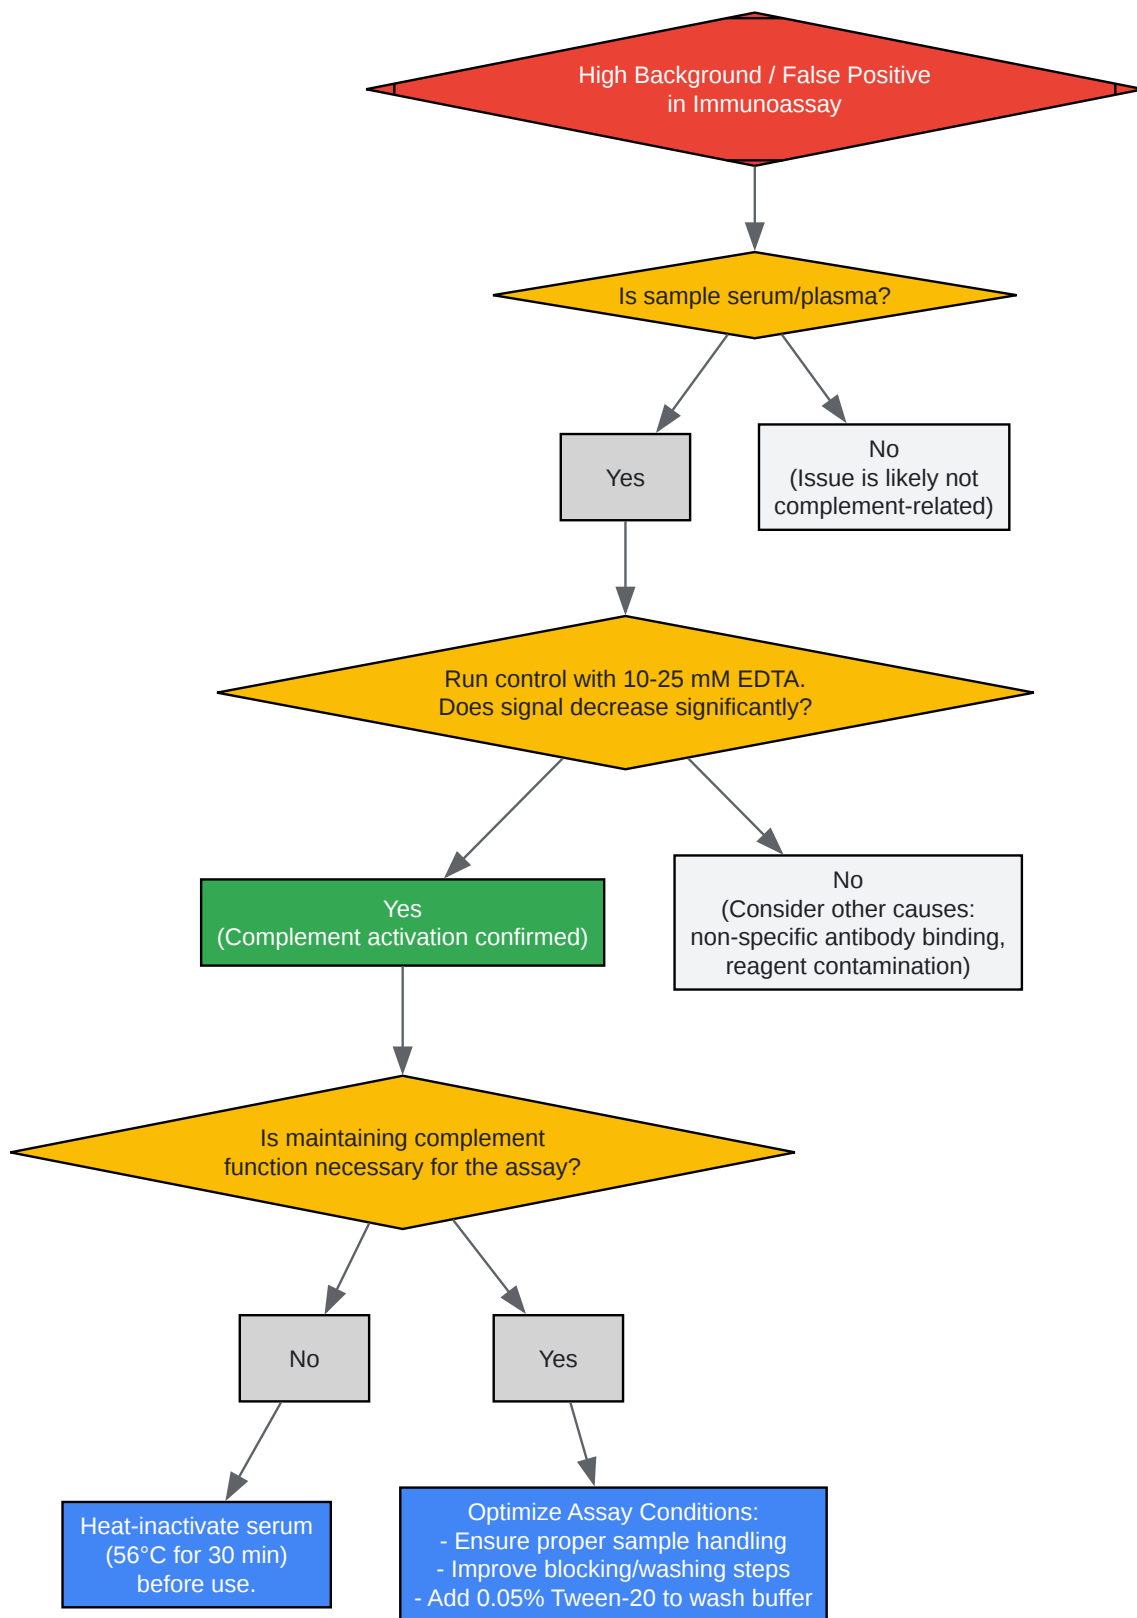 High Background / False Positive
in Immunoassay
Is sample serum/plasma?
Yes
No
(Issue is likely not
complement-related)
Run control with 10-25 mM EDTA.
Does signal decrease significantly?
Yes
(Complement activation confirmed)
No
(Consider other causes:
non-specific antibody binding,
reagent contamination)
Is maintaining complement
function necessary for the assay?
No
Yes
Heat-inactivate serum
(56°C for 30 min)
before use.
Optimize Assay Conditions:
- Ensure proper sample handling
- Improve blocking/washing steps
- Add 0.05% Tween-20 to wash buffer